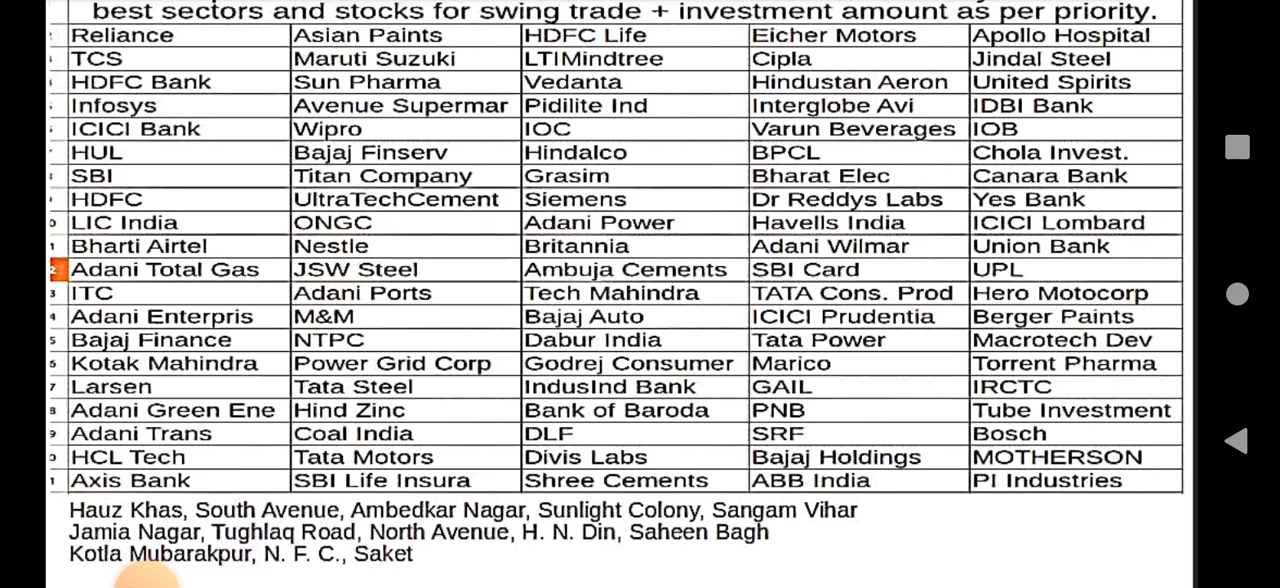 best sectors and stocks for swing trade + investment amount as per priority.
Reliance Asian Paints HDFC Life Eicher Motors Apollo Hospital
TCS Maruti Suzuki LTIMindtree Cipla Jindal Steel
HDFC Bank Sun Pharma Vedanta Hindustan Aeron United Spirits
Infosys Avenue Supermar Pidilite Ind Interglobe Avi IDBI Bank
ICICI Bank Wipro IOC Varun Beverages IOB
HUL Bajaj Finserv Hindalco BPCL Chola Invest.
SBI Titan Company Grasim Bharat Elec Canara Bank
HDFC UltraTechCement Siemens Dr Reddys Labs Yes Bank
LIC India ONGC Adani Power Havells India ICICI Lombard
Bharti Airtel Nestle Britannia Adani Wilmar Union Bank
Adani Total Gas JSW Steel Ambuja Cements SBI Card UPL
ITC Adani Ports Tech Mahindra TATA Cons. Prod Hero Motocorp
Adani Enterpris M&M Bajaj Auto ICICI Prudentia Berger Paints
Bajaj Finance NTPC Dabur India Tata Power Macrotech Dev
Kotak Mahindra Power Grid Corp Godrej Consumer Marico Torrent Pharma
Larsen Tata Steel IndusInd Bank GAIL IRCTC
Adani Green Ene Hind Zinc Bank of Baroda PNB Tube Investment
Adani Trans Coal India DLF SRF Bosch
HCL Tech Tata Motors Divis Labs Bajaj Holdings MOTHERSON
Axis Bank SBI Life Insura Shree Cements ABB India PI Industries
Hauz Khas, South Avenue, Ambedkar Nagar, Sunlight Colony, Sangam Vihar
Jamia Nagar, Tughlaq Road, North Avenue, H. N. Din, Saheen Bagh
Kotla Mubarakpur, N. F. C., Saket